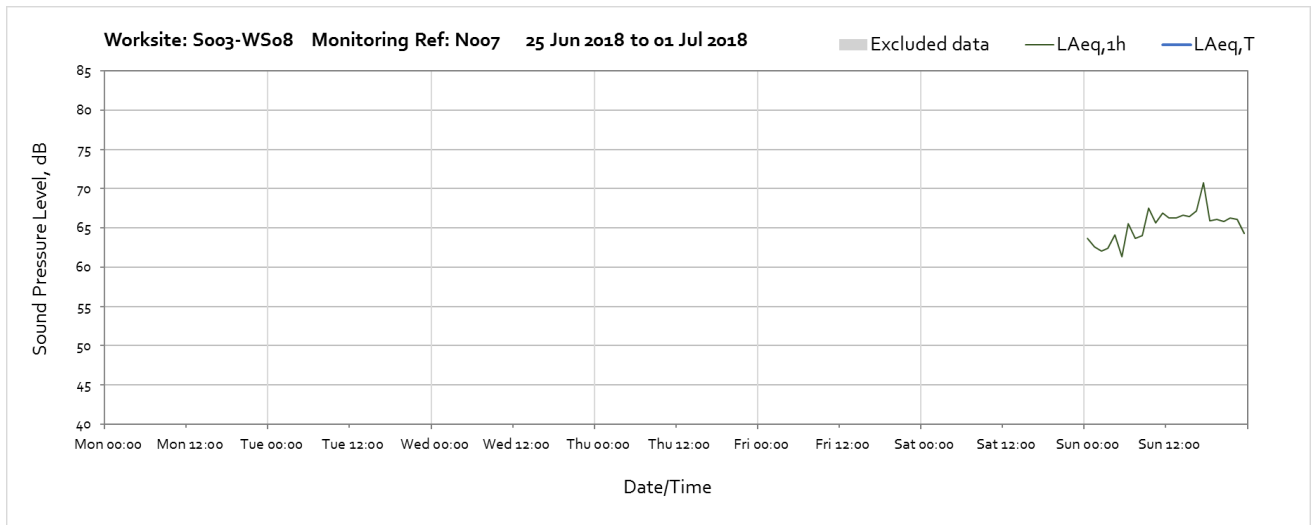 Worksite: S003-WS08 Monitoring Ref: N007 25 Jun 2018 to 01 Jul 2018
Excluded data LAeq,1h LAeq,T
85
80
75
70
65
60
55
50
45
40
Sound Pressure Level, dB
Mon 00:00 Mon 12:00 Tue 00:00 Tue 12:00 Wed 00:00 Wed 12:00 Thu 00:00 Thu 12:00 Fri 00:00 Fri 12:00 Sat 00:00 Sat 12:00 Sun 00:00 Sun 12:00
Date/Time